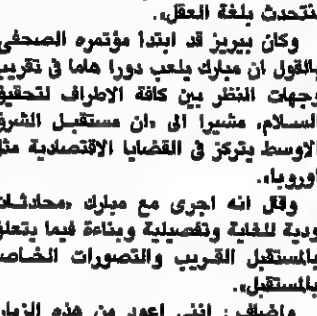 نتحدث بلغة العقل».
وكان بيريز قد ابتدا مؤتمره الصحفي
بالقول ان مبارك يلعب دورا هاما في تقريب
وجهات النظر بين كافة الاطراف لتحقيق
السلام، مشيرا الى «ان مستقبل الشرق
الاوسط يتركز في القضايا الاقتصادية مثل
اوروبا».
وقال انه اجرى مع مبارك «محادثات
ودية للغاية وتفصيلية وبناءة فيما يتعلق
بالمستقبل القريب والتصورات الخاصة
بالمستقبل».
واضاف: انني اعود من هذه الزيارة